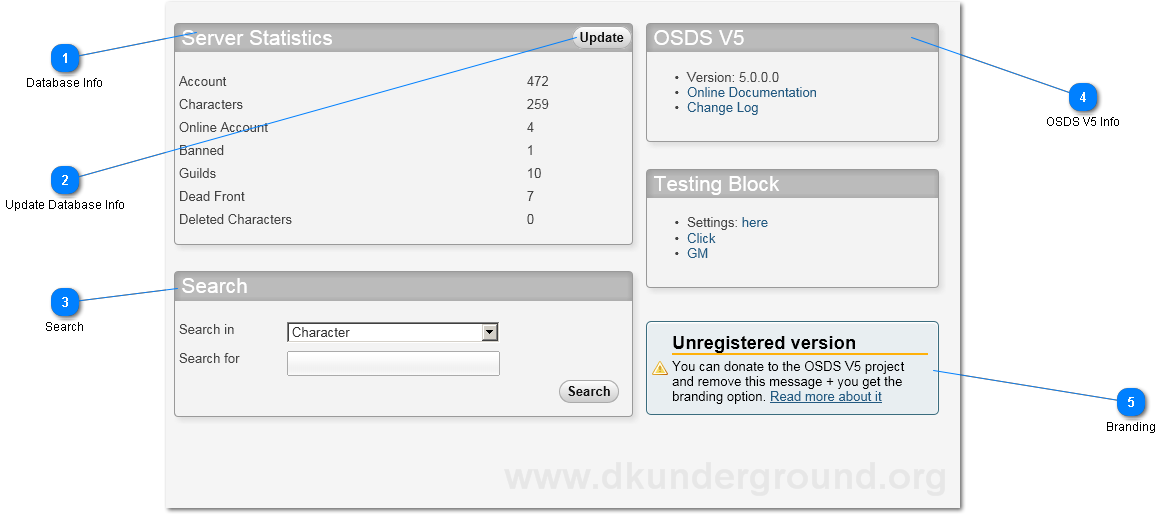 1
Database Info
2
Update Database Info
3
Search
Server Statistics
Update
Account 472
Characters 259
Online Account 4
Banned 1
Guilds 10
Dead Front 7
Deleted Characters 0
Search
Search in Character
Search for
Search
OSDS V5
• Version: 5.0.0.0
• Online Documentation
• Change Log
Testing Block
• Settings: here
• Click
• GM
Unregistered version
You can donate to the OSDS V5 project
and remove this message + you get the
branding option. Read more about it
www.dkunderground.org
4
OSDS V5 Info
5
Branding